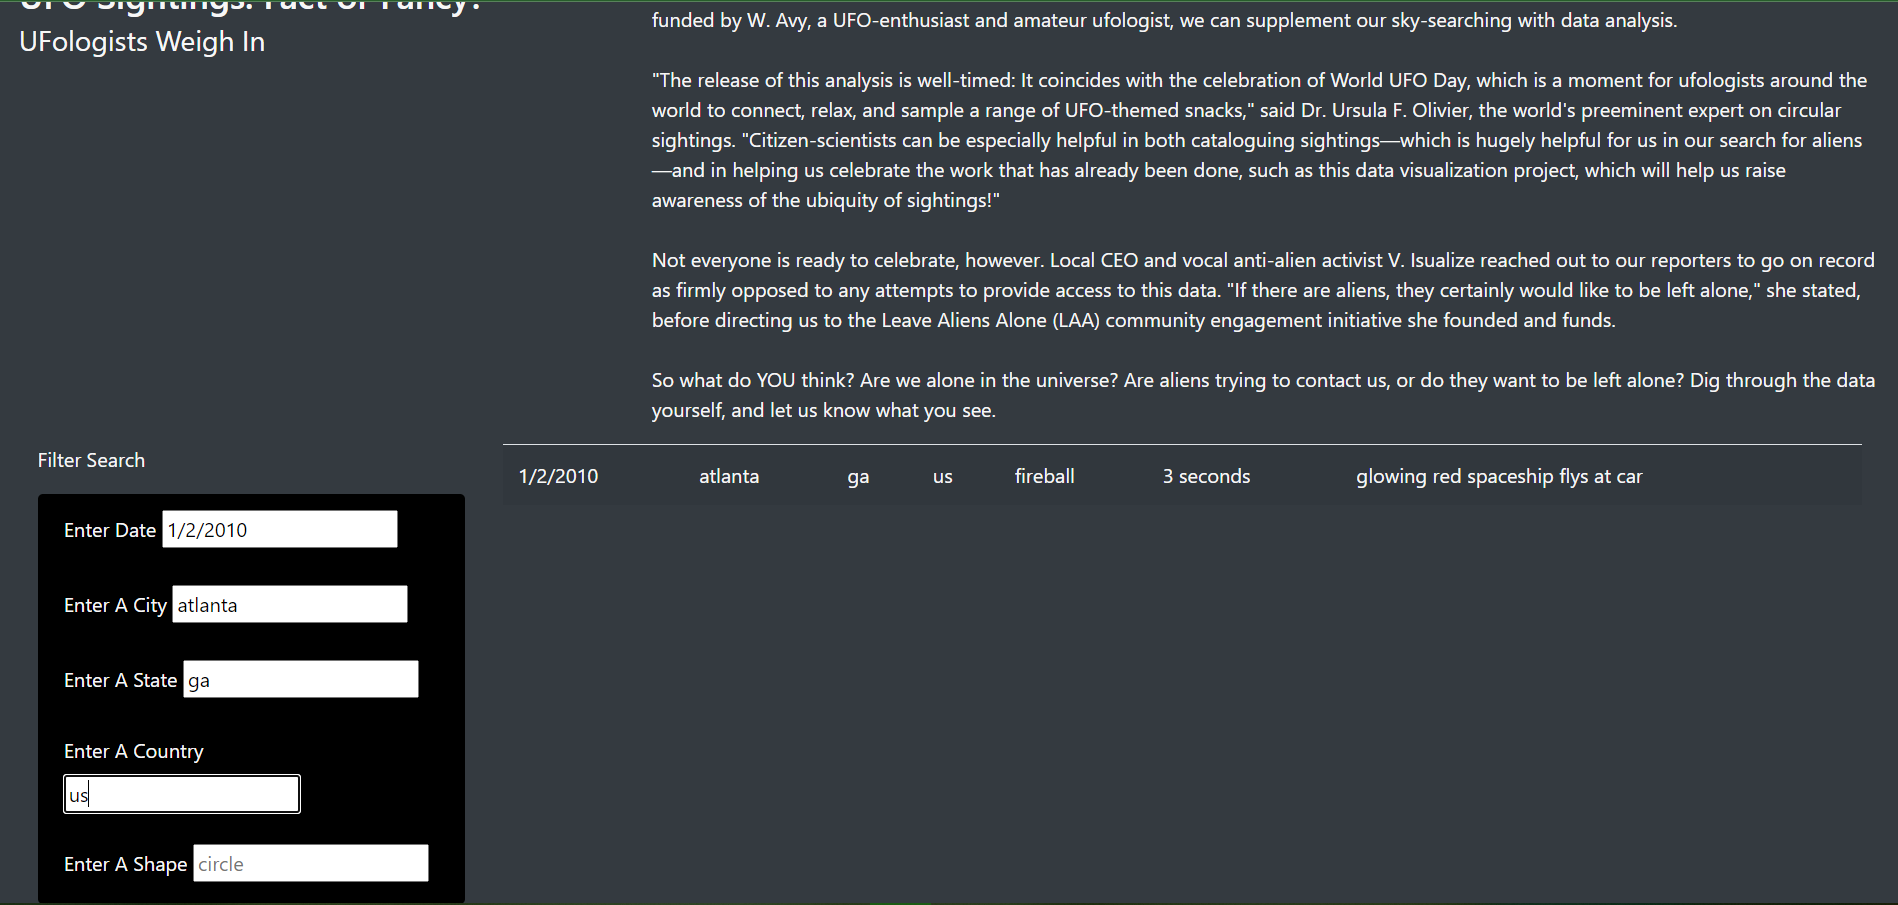 UFO Sightings: Fact or Fancy?
UFologists Weigh In
funded by W. Avy, a UFO-enthusiast and amateur ufologist, we can supplement our sky-searching with data analysis.
"The release of this analysis is well-timed: It coincides with the celebration of World UFO Day, which is a moment for ufologists around the
world to connect, relax, and sample a range of UFO-themed snacks," said Dr. Ursula F. Olivier, the world's preeminent expert on circular
sightings. "Citizen-scientists can be especially helpful in both cataloguing sightings—which is hugely helpful for us in our search for aliens
—and in helping us celebrate the work that has already been done, such as this data visualization project, which will help us raise
awareness of the ubiquity of sightings!"
Not everyone is ready to celebrate, however. Local CEO and vocal anti-alien activist V. Isualize reached out to our reporters to go on record
as firmly opposed to any attempts to provide access to this data. "If there are aliens, they certainly would like to be left alone," she stated,
before directing us to the Leave Aliens Alone (LAA) community engagement initiative she founded and funds.
So what do YOU think? Are we alone in the universe? Are aliens trying to contact us, or do they want to be left alone? Dig through the data
yourself, and let us know what you see.
Filter Search
1/2/2010 atlanta ga us fireball 3 seconds glowing red spaceship flys at car
Enter Date 1/2/2010
Enter A City atlanta
Enter A State ga
Enter A Country
us
Enter A Shape circle